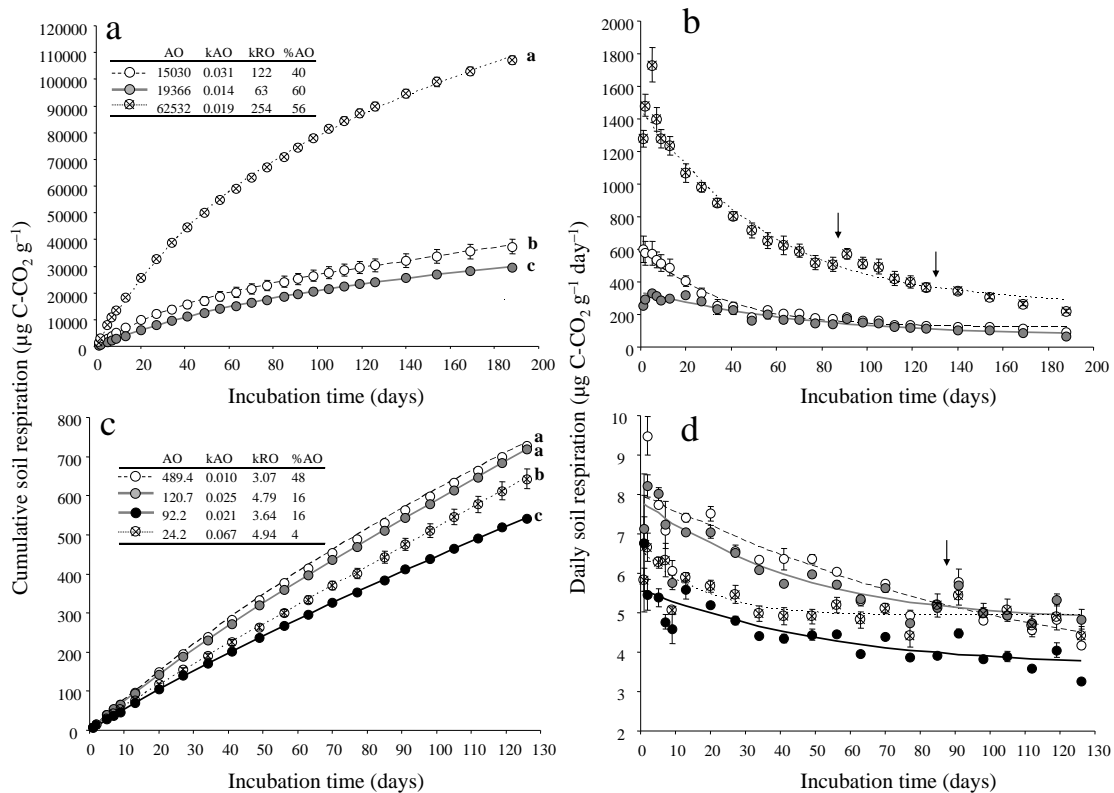 a
AO kAO kRO %AO
15030 0.031 122 40
19366 0.014 63 60
62532 0.019 254 56
a
b
c
120000
110000
100000
90000
80000
70000
60000
50000
40000
30000
20000
10000
0
0 20 40 60 80 100 120 140 160 180 200
Incubation time (days)
b
2000
1800
1600
1400
1200
1000
800
600
400
200
0
0 20 40 60 80 100 120 140 160 180 200
Incubation time (days)
Cumulative soil respiration (µg C-CO₂ g⁻¹)
Daily soil respiration (µg C-CO₂ g⁻¹ day⁻¹)
c
AO kAO kRO %AO
489.4 0.010 3.07 48
120.7 0.025 4.79 16
92.2 0.021 3.64 16
24.2 0.067 4.94 4
a
a
b
c
800
700
600
500
400
300
200
100
0
0 10 20 30 40 50 60 70 80 90 100 110 120 130
Incubation time (days)
d
10
9
8
7
6
5
4
3
2
0 10 20 30 40 50 60 70 80 90 100 110 120 130
Incubation time (days)